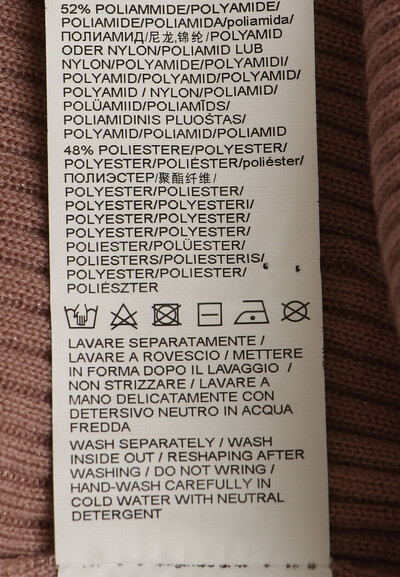 52% POLIAMMIDE/POLYAMIDE/
POLIAMIDE/POLIAMIDA/poliamida/
ПОЛИАМИД/尼龙,锦纶/POLYAMID
ODER NYLON/POLIAMID LUB
NYLON/POLYAMIDE/POLYAMIDI/
POLYAMID/POLYAMID/POLYAMID/
POLYAMID / NYLON/POLIAMID/
POLÜAMIID/POLIAMĪDS/
POLIAMIDINIS PLUOŠTAS/
POLYAMID/POLIAMID/POLIAMID
48% POLIESTERE/POLYESTER/
POLYESTER/POLIÉSTER/poliéster/
ПОЛИЭСТЕР/聚酯纤维/
POLYESTER/POLIESTER/
POLYESTER/POLYESTERI/
POLYESTER/POLYESTER/
POLYESTER/POLYESTER/
POLIESTER/POLÜESTER/
POLIESTERS/POLIESTERIS/
POLYESTER/POLIESTER/
POLIÉSZTER
LAVARE SEPARATAMENTE /
LAVARE A ROVESCIO / METTERE
IN FORMA DOPO IL LAVAGGIO /
NON STRIZZARE / LAVARE A
MANO DELICATAMENTE CON
DETERSIVO NEUTRO IN ACQUA
FREDDA
WASH SEPARATELY / WASH
INSIDE OUT / RESHAPING AFTER
WASHING / DO NOT WRING /
HAND-WASH CAREFULLY IN
COLD WATER WITH NEUTRAL
DETERGENT